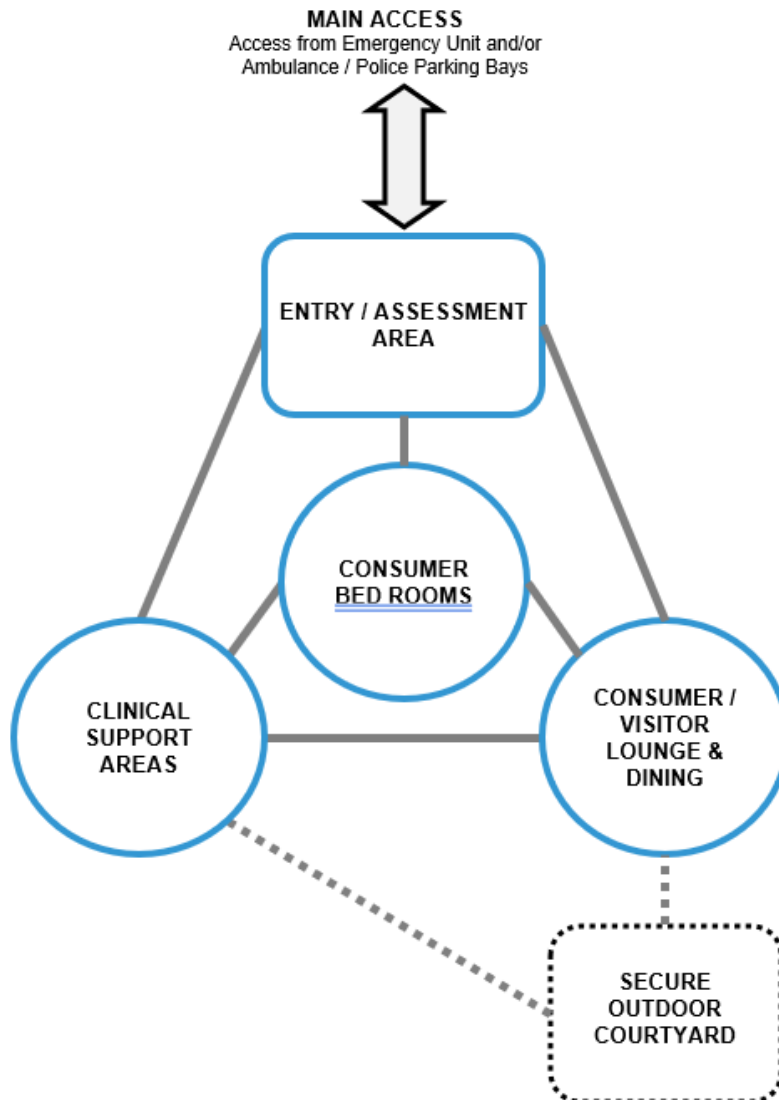 MAIN ACCESS
Access from Emergency Unit and/or
Ambulance / Police Parking Bays
ENTRY / ASSESSMENT
AREA
CONSUMER
BED ROOMS
CLINICAL
SUPPORT
AREAS
CONSUMER /
VISITOR
LOUNGE &
DINING
SECURE
OUTDOOR
COURTYARD